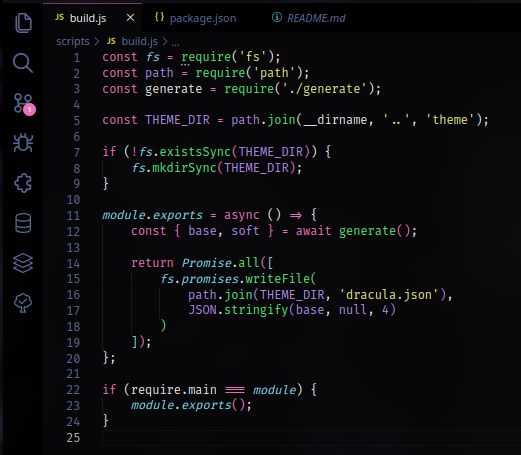 JS build.js ×
{ } package.json
README.md
scripts > JS build.js > ...
1 const fs = require('fs');
2 const path = require('path');
3 const generate = require('./generate');
4
5 const THEME_DIR = path.join(__dirname, '..', 'theme');
6
7 if (!fs.existsSync(THEME_DIR)) {
8     fs.mkdirSync(THEME_DIR);
9 }
10
11 module.exports = async () => {
12     const { base, soft } = await generate();
13
14     return Promise.all([
15         fs.promises.writeFile(
16             path.join(THEME_DIR, 'dracula.json'),
17             JSON.stringify(base, null, 4)
18         )
19     ]);
20 };
21
22 if (require.main === module) {
23     module.exports();
24 }
25
1